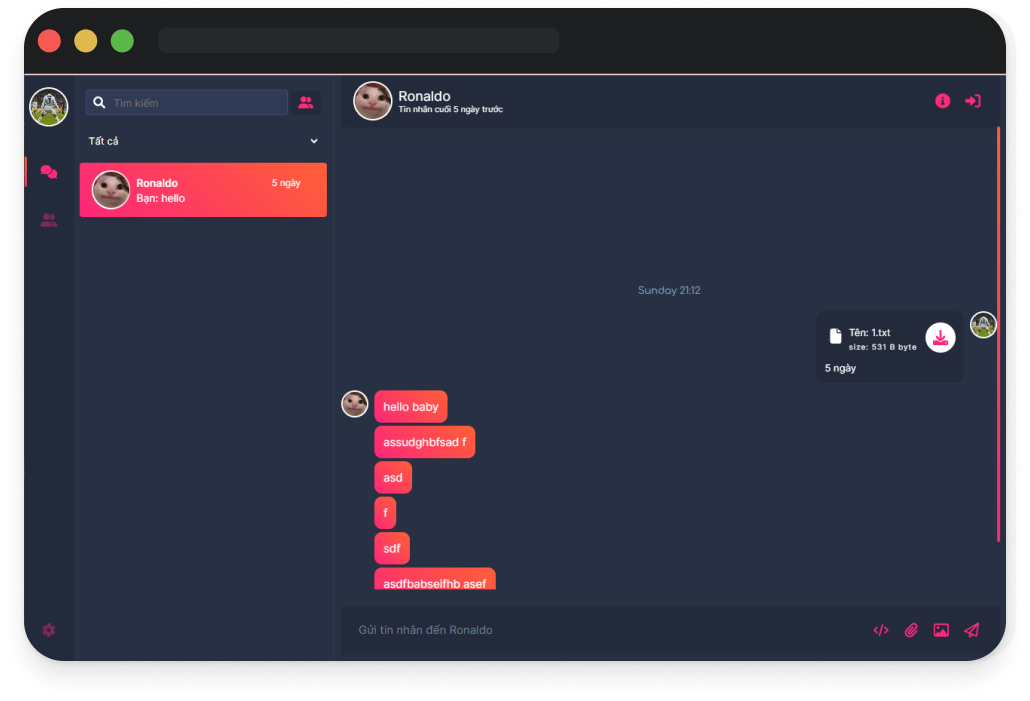 Tìm kiếm
Tất cả
Ronaldo
5 ngày
Bạn: hello
Ronaldo
Tin nhắn cuối 5 ngày trước
Sunday 21:12
Tên: 1.txt
size: 531 B byte
5 ngày
hello baby
assudghbfsad f
asd
f
sdf
asdfbabseifhb asef
Gửi tin nhắn đến Ronaldo